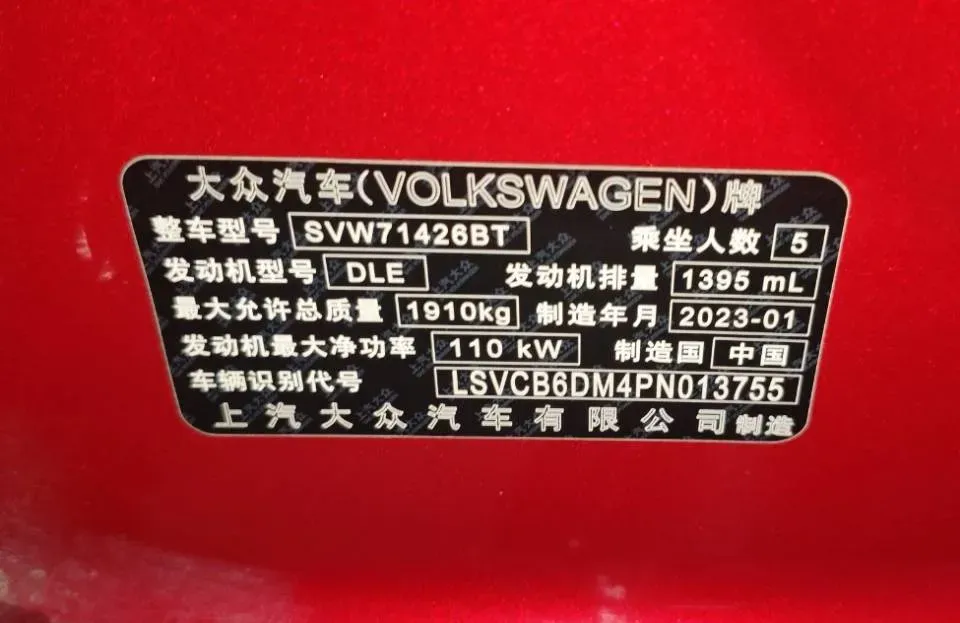 大众汽车(VOLKSWAGEN)牌
整车型号 SVW71426BT 乘坐人数 5
发动机型号 DLE 发动机排量 1395 mL
最大允许总质量 1910kg 制造年月 2023-01
发动机最大净功率 110 kW 制造国 中国
车辆识别代号 LSVCB6DM4PN013755
上汽大众汽车有限公司制造